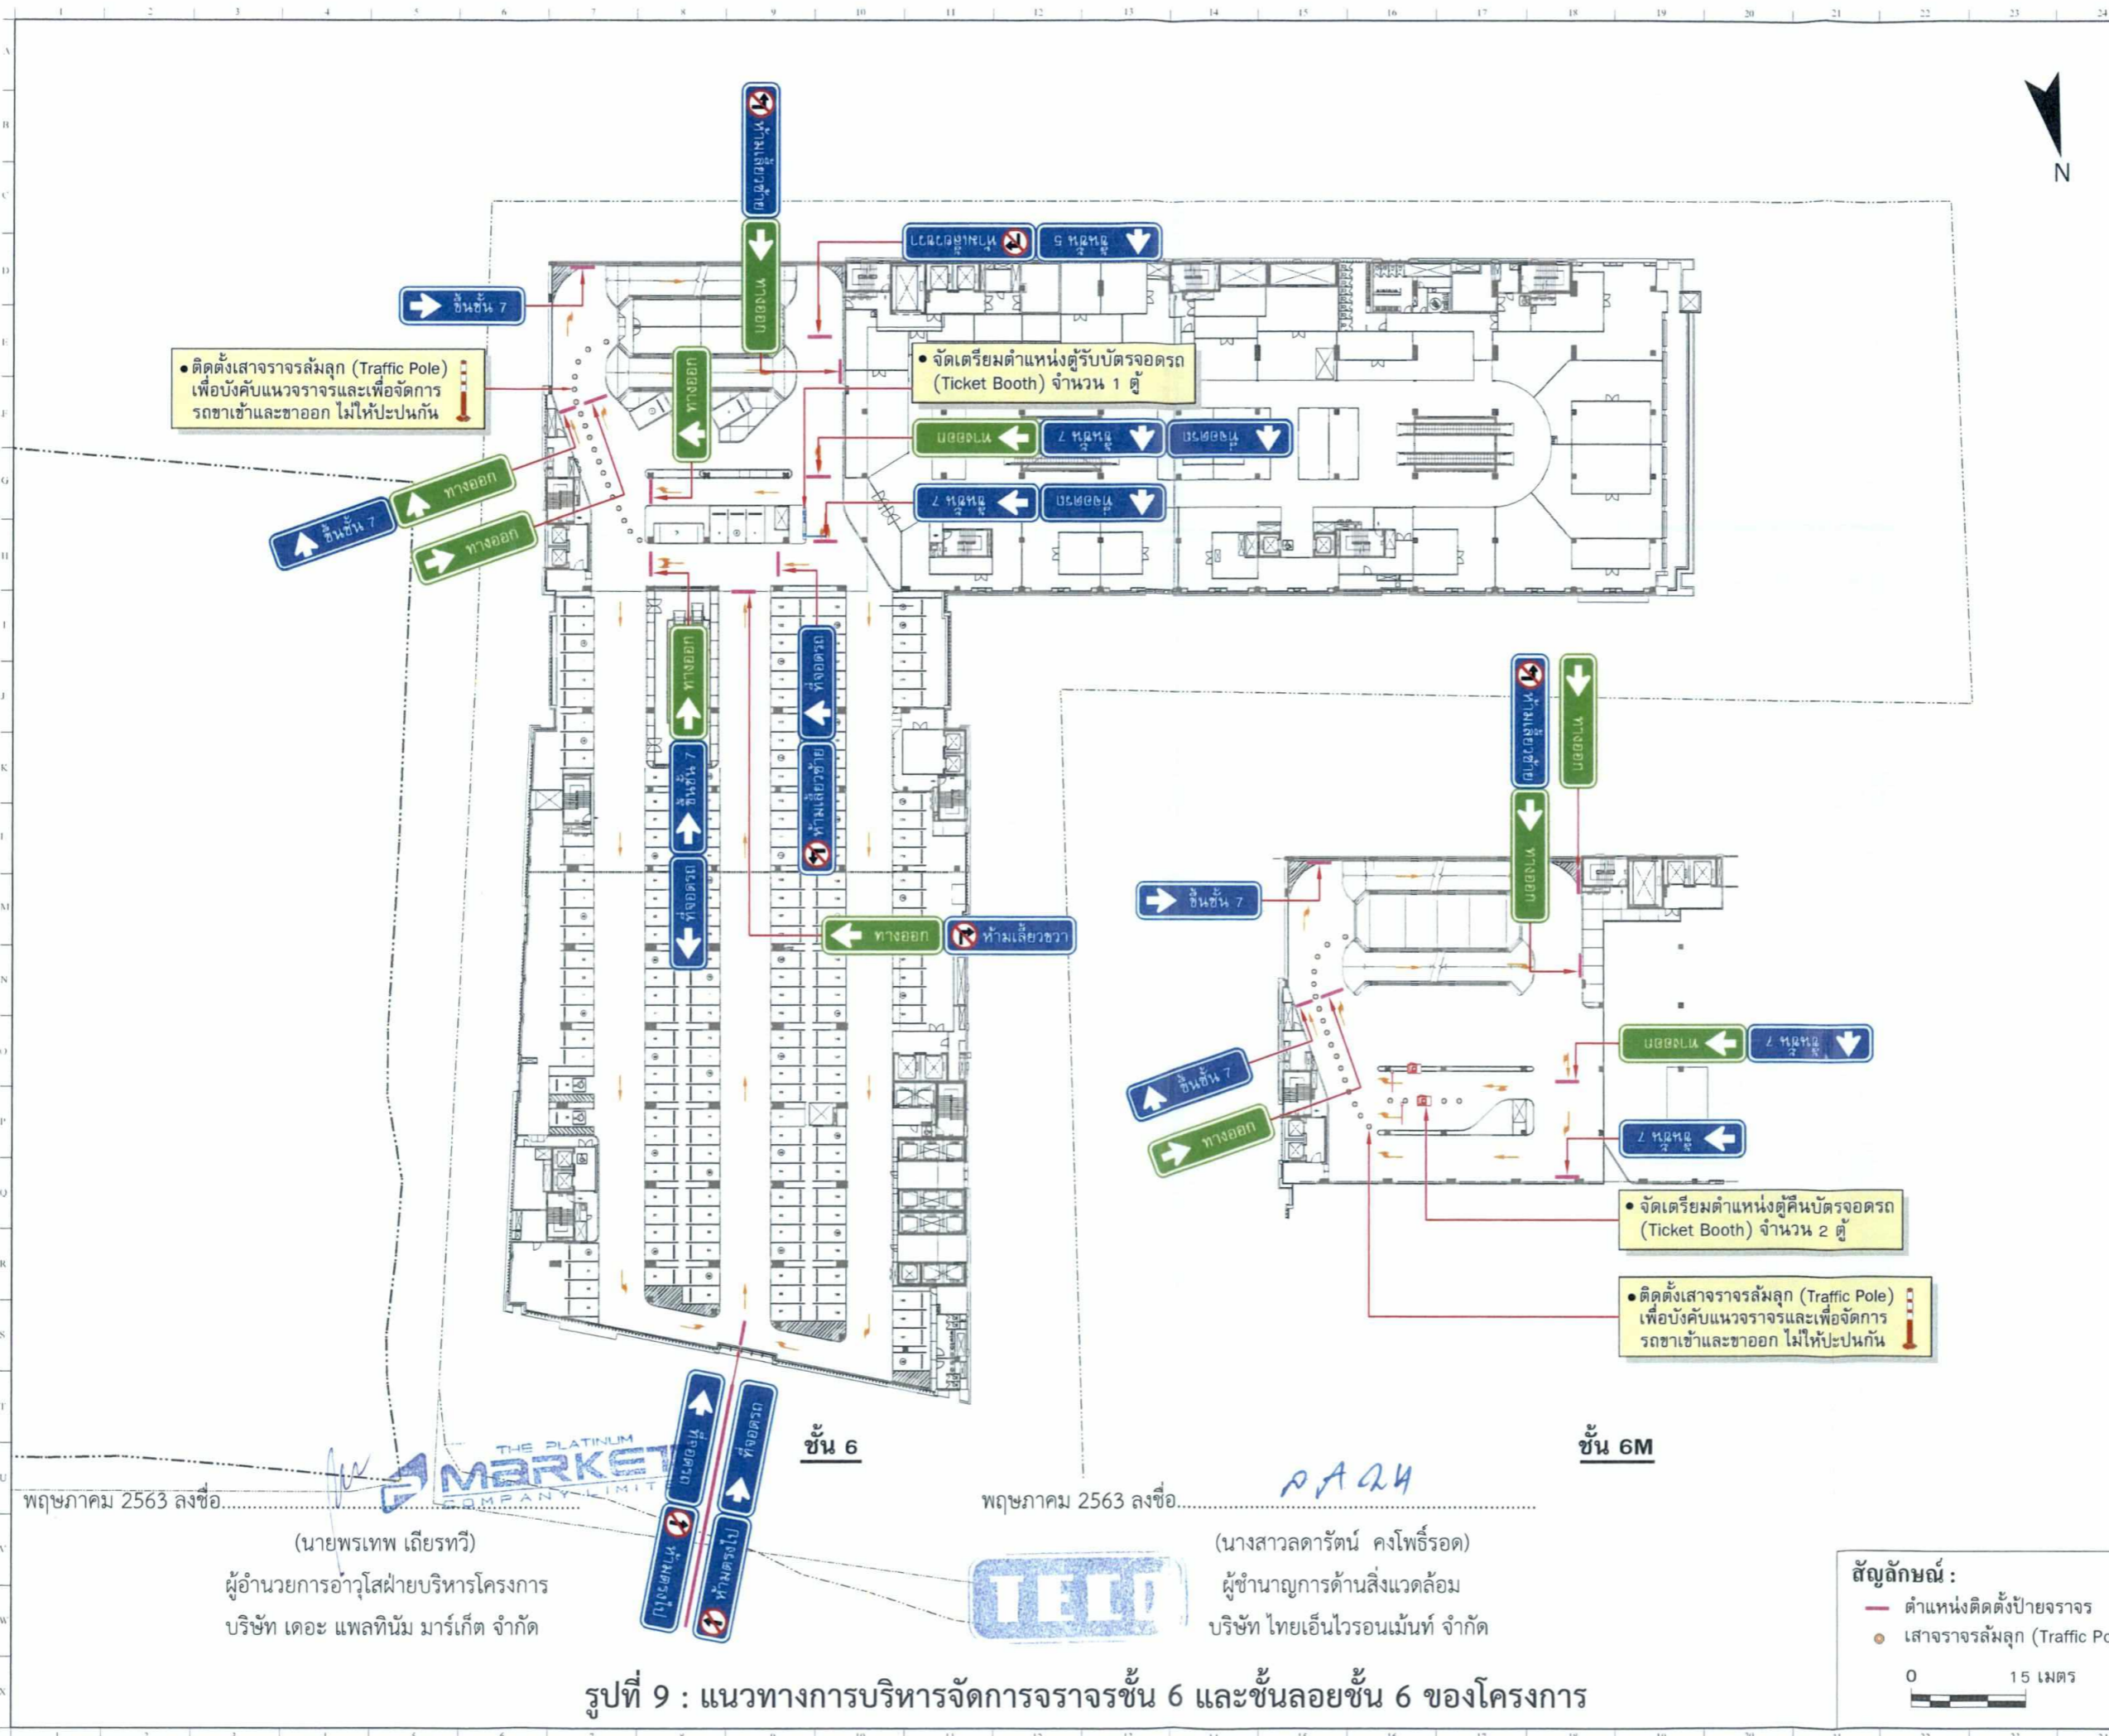 1 2 3 4 5 6 7 8 9 10 11 12 13 14 15 16 17 18 19 20 21 22 23 24
N
ห้ามเลี้ยวซ้าย
ทางออก
ห้ามเลี้ยวขวา
ลงชั้น 5
ขึ้นชั้น 7
• ติดตั้งเสาจราจรล้มลุก (Traffic Pole)
เพื่อบังคับแนวจราจรและเพื่อจัดการ
รถขาเข้าและขาออก ไม่ให้ปะปนกัน
ทางออก
• จัดเตรียมตำแหน่งตู้รับบัตรจอดรถ
(Ticket Booth) จำนวน 1 ตู้
ทางออก
ขึ้นชั้น 7
ที่จอดรถ
ขึ้นชั้น 7
ที่จอดรถ
ขึ้นชั้น 7
ทางออก
ทางออก
ทางออก
ขึ้นชั้น 7
ที่จอดรถ
ที่จอดรถ
ห้ามเลี้ยวซ้าย
ทางออก
ห้ามเลี้ยวขวา
ห้ามเลี้ยวซ้าย
ทางออก
ทางออก
ขึ้นชั้น 7
ทางออก
ขึ้นชั้น 7
ขึ้นชั้น 7
ทางออก
ขึ้นชั้น 7
• จัดเตรียมตำแหน่งตู้คืนบัตรจอดรถ
(Ticket Booth) จำนวน 2 ตู้
• ติดตั้งเสาจราจรล้มลุก (Traffic Pole)
เพื่อบังคับแนวจราจรและเพื่อจัดการ
รถขาเข้าและขาออก ไม่ให้ปะปนกัน
ที่จอดรถ
ห้ามตรงไป
ที่จอดรถ
ห้ามตรงไป
ชั้น 6
ชั้น 6M
THE PLATINUM
MARKET
COMPANY LIMIT
พฤษภาคม 2563 ลงชื่อ
(นายพรเทพ เถียรทวี)
ผู้อำนวยการอาวุโสฝ่ายบริหารโครงการ
บริษัท เดอะ แพลทินัม มาร์เก็ต จำกัด
พฤษภาคม 2563 ลงชื่อ
(นางสาวลดารัตน์ คงโพธิ์รอด)
ผู้ชำนาญการด้านสิ่งแวดล้อม
บริษัท ไทยเอ็นไวรอนเม้นท์ จำกัด
สัญลักษณ์ :
ตำแหน่งติดตั้งป้ายจราจร
เสาจราจรล้มลุก (Traffic Po
0 15 เมตร
รูปที่ 9 : แนวทางการบริหารจัดการจราจรชั้น 6 และชั้นลอยชั้น 6 ของโครงการ